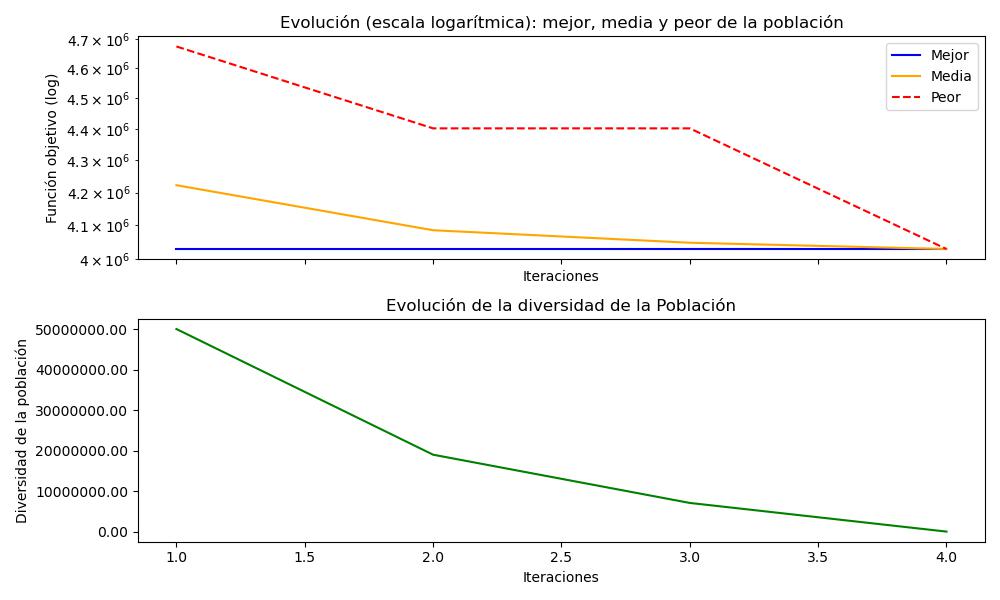 Evolución (escala logarítmica): mejor, media y peor de la población
4.7 × 10⁶
4.6 × 10⁶
4.5 × 10⁶
4.4 × 10⁶
4.3 × 10⁶
4.2 × 10⁶
4.1 × 10⁶
4 × 10⁶
Función objetivo (log)
Mejor
Media
Peor
Iteraciones
Evolución de la diversidad de la Población
50000000.00
40000000.00
30000000.00
20000000.00
10000000.00
0.00
Diversidad de la población
1.0 1.5 2.0 2.5 3.0 3.5 4.0
Iteraciones